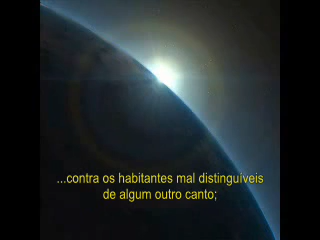 ...contra os habitantes mal distinguíveis
de algum outro canto;